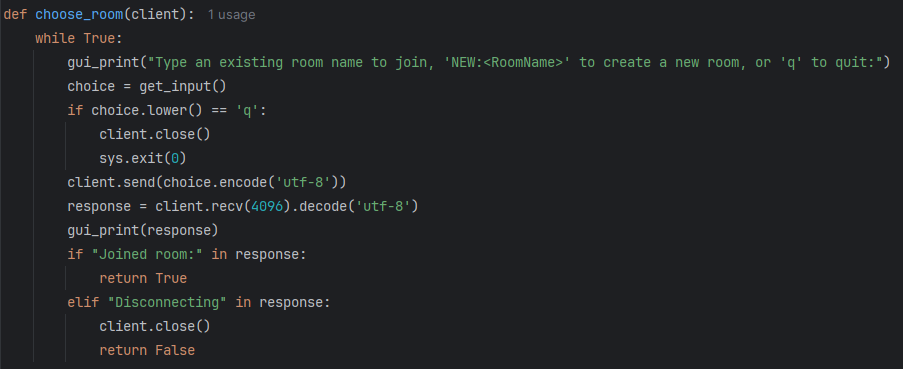 def choose_room(client): 1 usage
    while True:
        gui_print("Type an existing room name to join, 'NEW:<RoomName>' to create a new room, or 'q' to quit:")
        choice = get_input()
        if choice.lower() == 'q':
            client.close()
            sys.exit(0)
        client.send(choice.encode('utf-8'))
        response = client.recv(4096).decode('utf-8')
        gui_print(response)
        if "Joined room:" in response:
            return True
        elif "Disconnecting" in response:
            client.close()
            return False